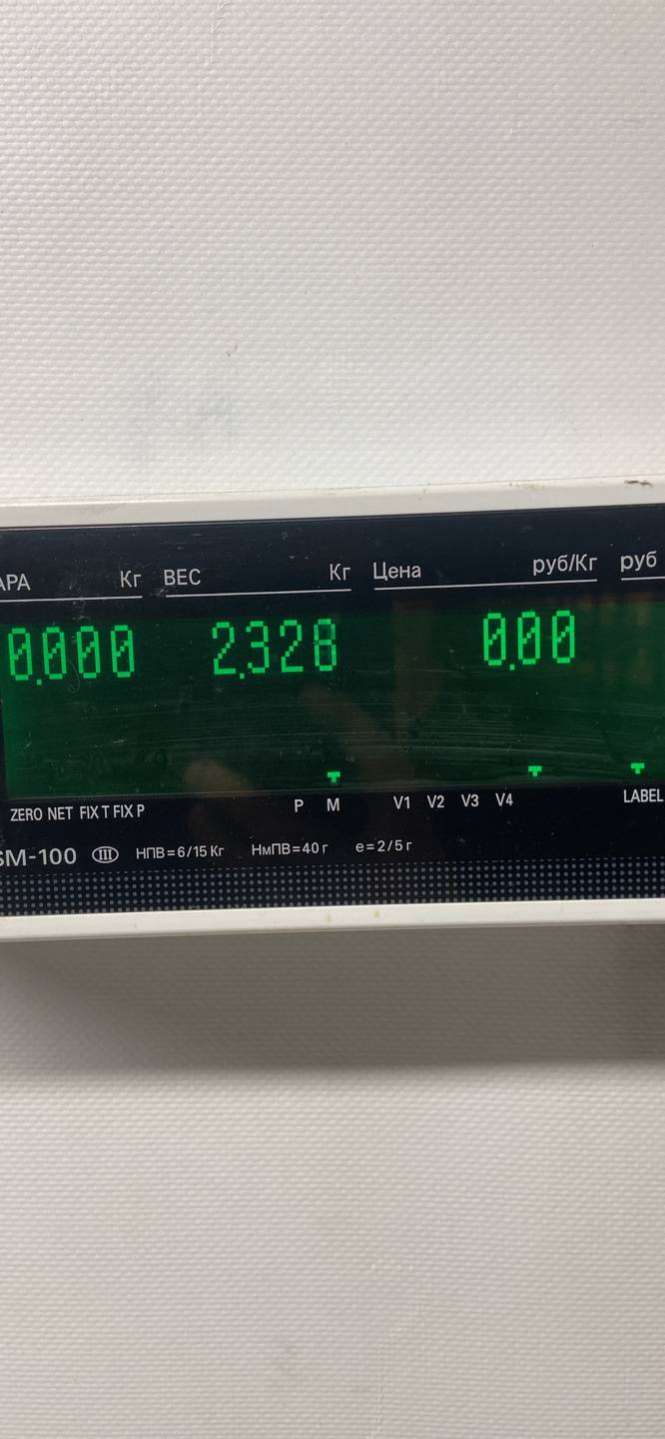 АРА Кг ВЕС Кг Цена руб/Кг руб
0.000 2.328 0.00
ZERO NET FIX T FIX P P M V1 V2 V3 V4 LABEL
SM-100 III НПВ=6/15 Кг НмПВ=40 г e=2/5 г